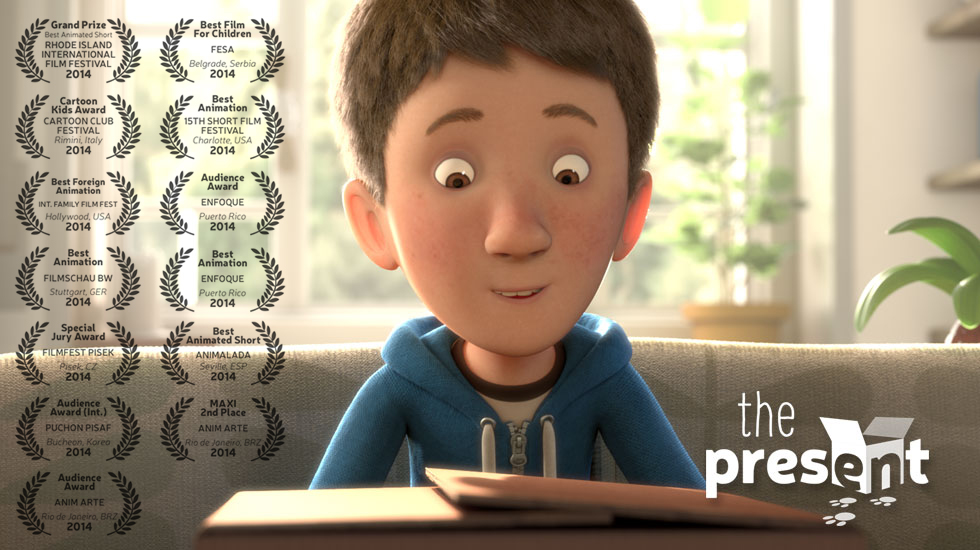 Grand Prize
Best Animated Short
RHODE ISLAND
INTERNATIONAL
FILM FESTIVAL
2014
Best Film
For Children
FESA
Belgrade, Serbia
2014
Cartoon
Kids Award
CARTOON CLUB
FESTIVAL
Rimini, Italy
2014
Best
Animation
15TH SHORT FILM
FESTIVAL
Charlotte, USA
2014
Best Foreign
Animation
INT. FAMILY FILM FEST
Hollywood, USA
2014
Audience
Award
ENFOQUE
Puerto Rico
2014
Best
Animation
FILMSCHAU BW
Stuttgart, GER
2014
Best
Animation
ENFOQUE
Puerto Rico
2014
Special
Jury Award
FILMFEST PISEK
Pisek, CZ
2014
Best
Animated Short
ANIMALADA
Seville, ESP
2014
Audience
Award (Int.)
PUCHON PISAF
Bucheon, Korea
2014
MAXI
2nd Place
ANIM ARTE
Rio de Janeiro, BRZ
2014
Audience
Award
ANIM ARTE
Rio de Janeiro, BRZ
2014
the
present